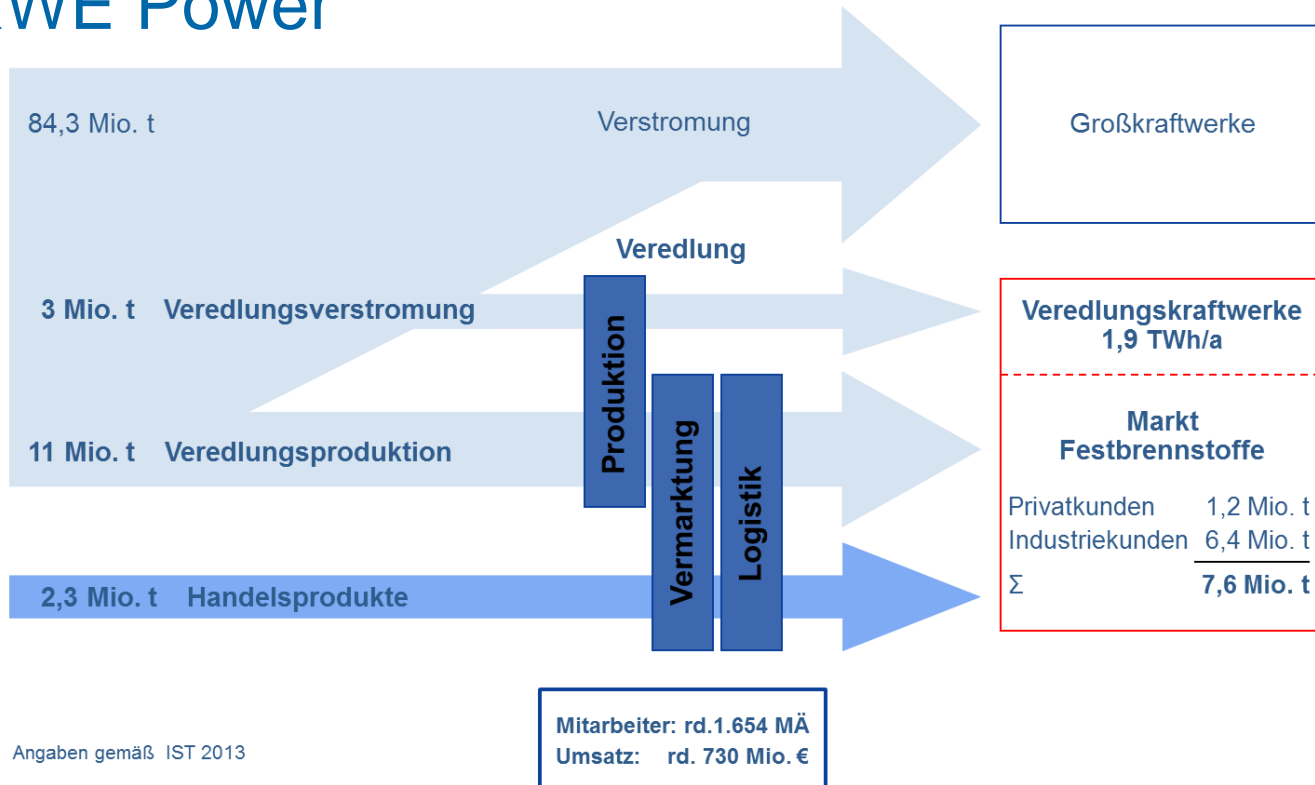 RWE Power
84,3 Mio. t
Verstromung
Großkraftwerke
Veredlung
3 Mio. t Veredlungsverstromung
Veredlungskraftwerke
1,9 TWh/a
Produktion
11 Mio. t Veredlungsproduktion
Vermarktung
Logistik
Markt
Festbrennstoffe
Privatkunden 1,2 Mio. t
Industriekunden 6,4 Mio. t
Σ 7,6 Mio. t
2,3 Mio. t Handelsprodukte
Mitarbeiter: rd.1.654 MÄ
Umsatz: rd. 730 Mio. €
Angaben gemäß IST 2013